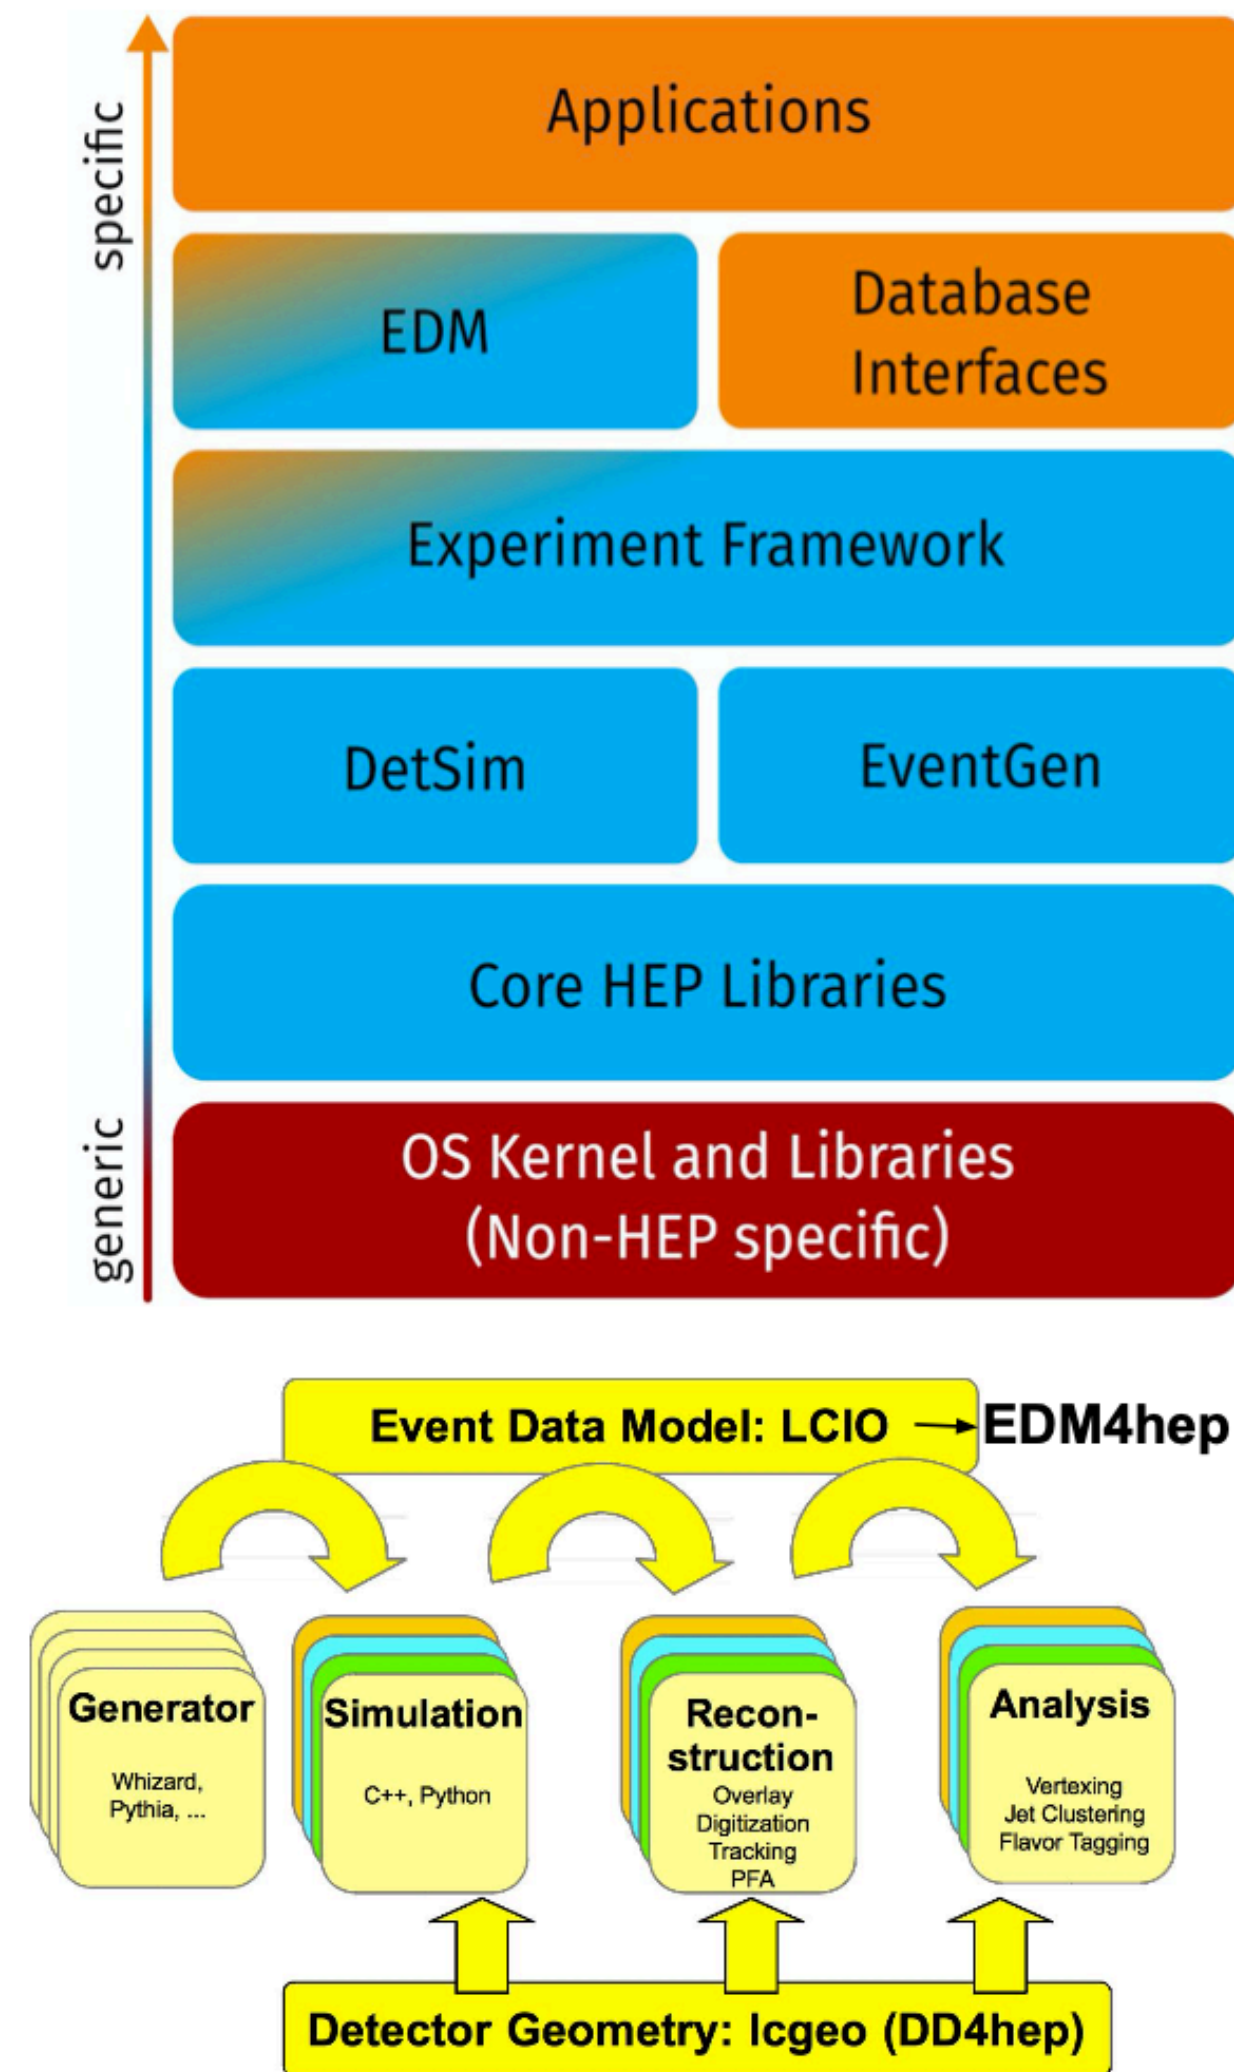 specific
Applications
EDM
Database
Interfaces
Experiment Framework
DetSim
EventGen
Core HEP Libraries
generic
OS Kernel and Libraries
(Non-HEP specific)
Event Data Model: LCIO
EDM4hep
Generator
Whizard,
Pythia, ...
Simulation
C++, Python
Recon-
struction
Overlay
Digitization
Tracking
PFA
Analysis
Vertexing
Jet Clustering
Flavor Tagging
Detector Geometry: lcgeo (DD4hep)